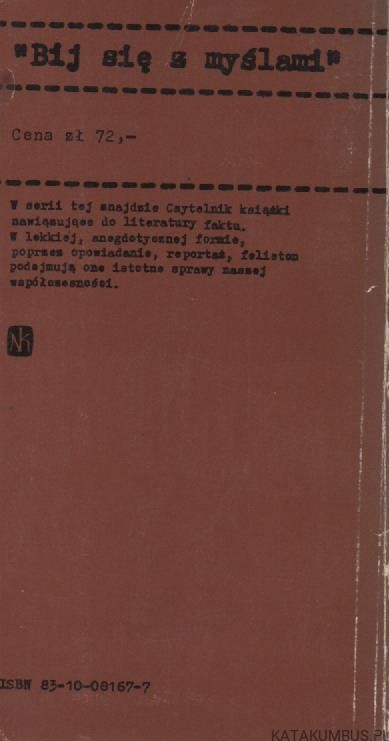 "Bij się z myślami"
Cena zł 72,-
W serii tej znajdzie Czytelnik książki
nawiązujące do literatury faktu.
W lekkiej, anegdotycznej formie,
poprzez opowiadanie, reportaż, felieton
podejmują one istotne sprawy naszej
współczesności.
NK
ISBN 83-10-08167-7
KATAKUMBUS.PL